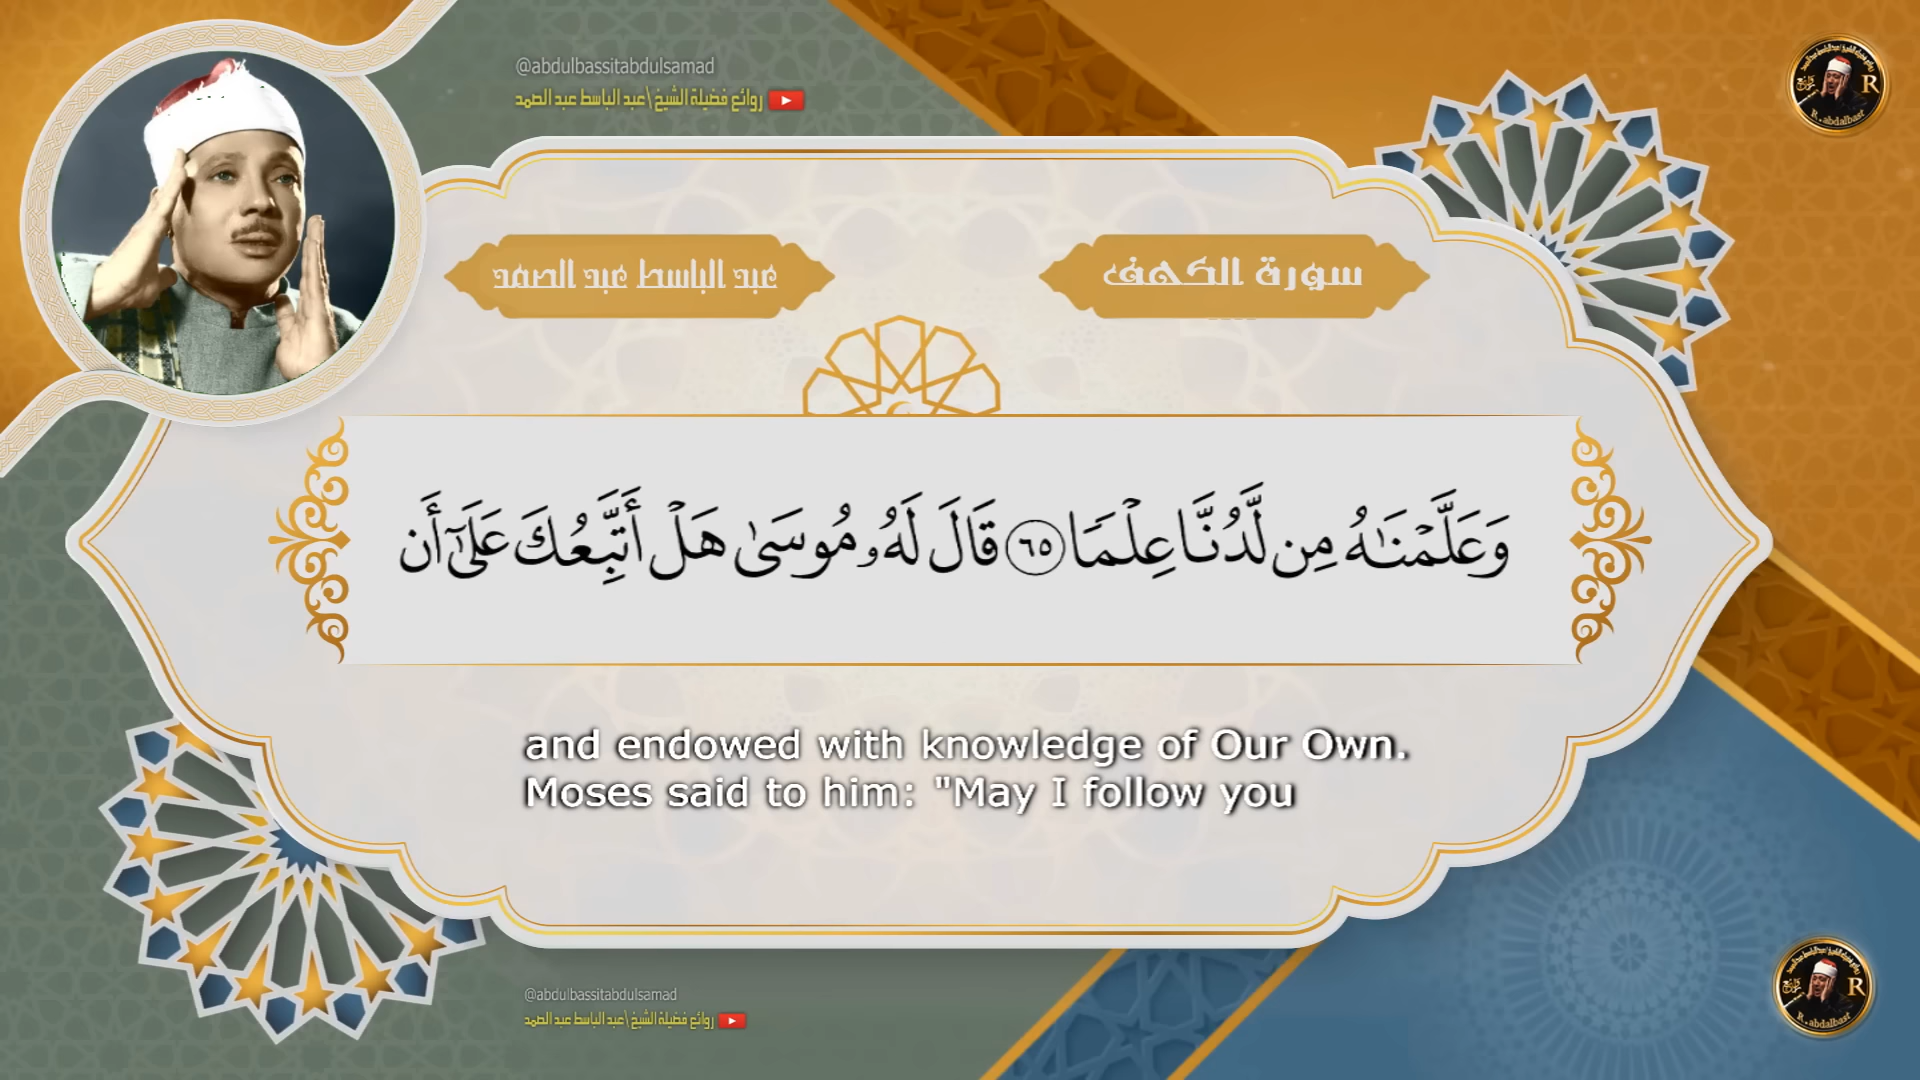 @abdulbassitabdulsamad
روائع فضيلة الشيخ\عبد الباسط عبد الصمد
R
R.abdalbast
سورة الكهف
عبد الباسط عبد الصمد
وَعَلَّمْنَٰهُ مِن لَّدُنَّا عِلْمًا ٦٥ قَالَ لَهُۥ مُوسَىٰ هَلْ أَتَّبِعُكَ عَلَىٰٓ أَن
and endowed with knowledge of Our Own.
Moses said to him: "May I follow you
@abdulbassitabdulsamad
روائع فضيلة الشيخ\عبد الباسط عبد الصمد
R
R.abdalbast